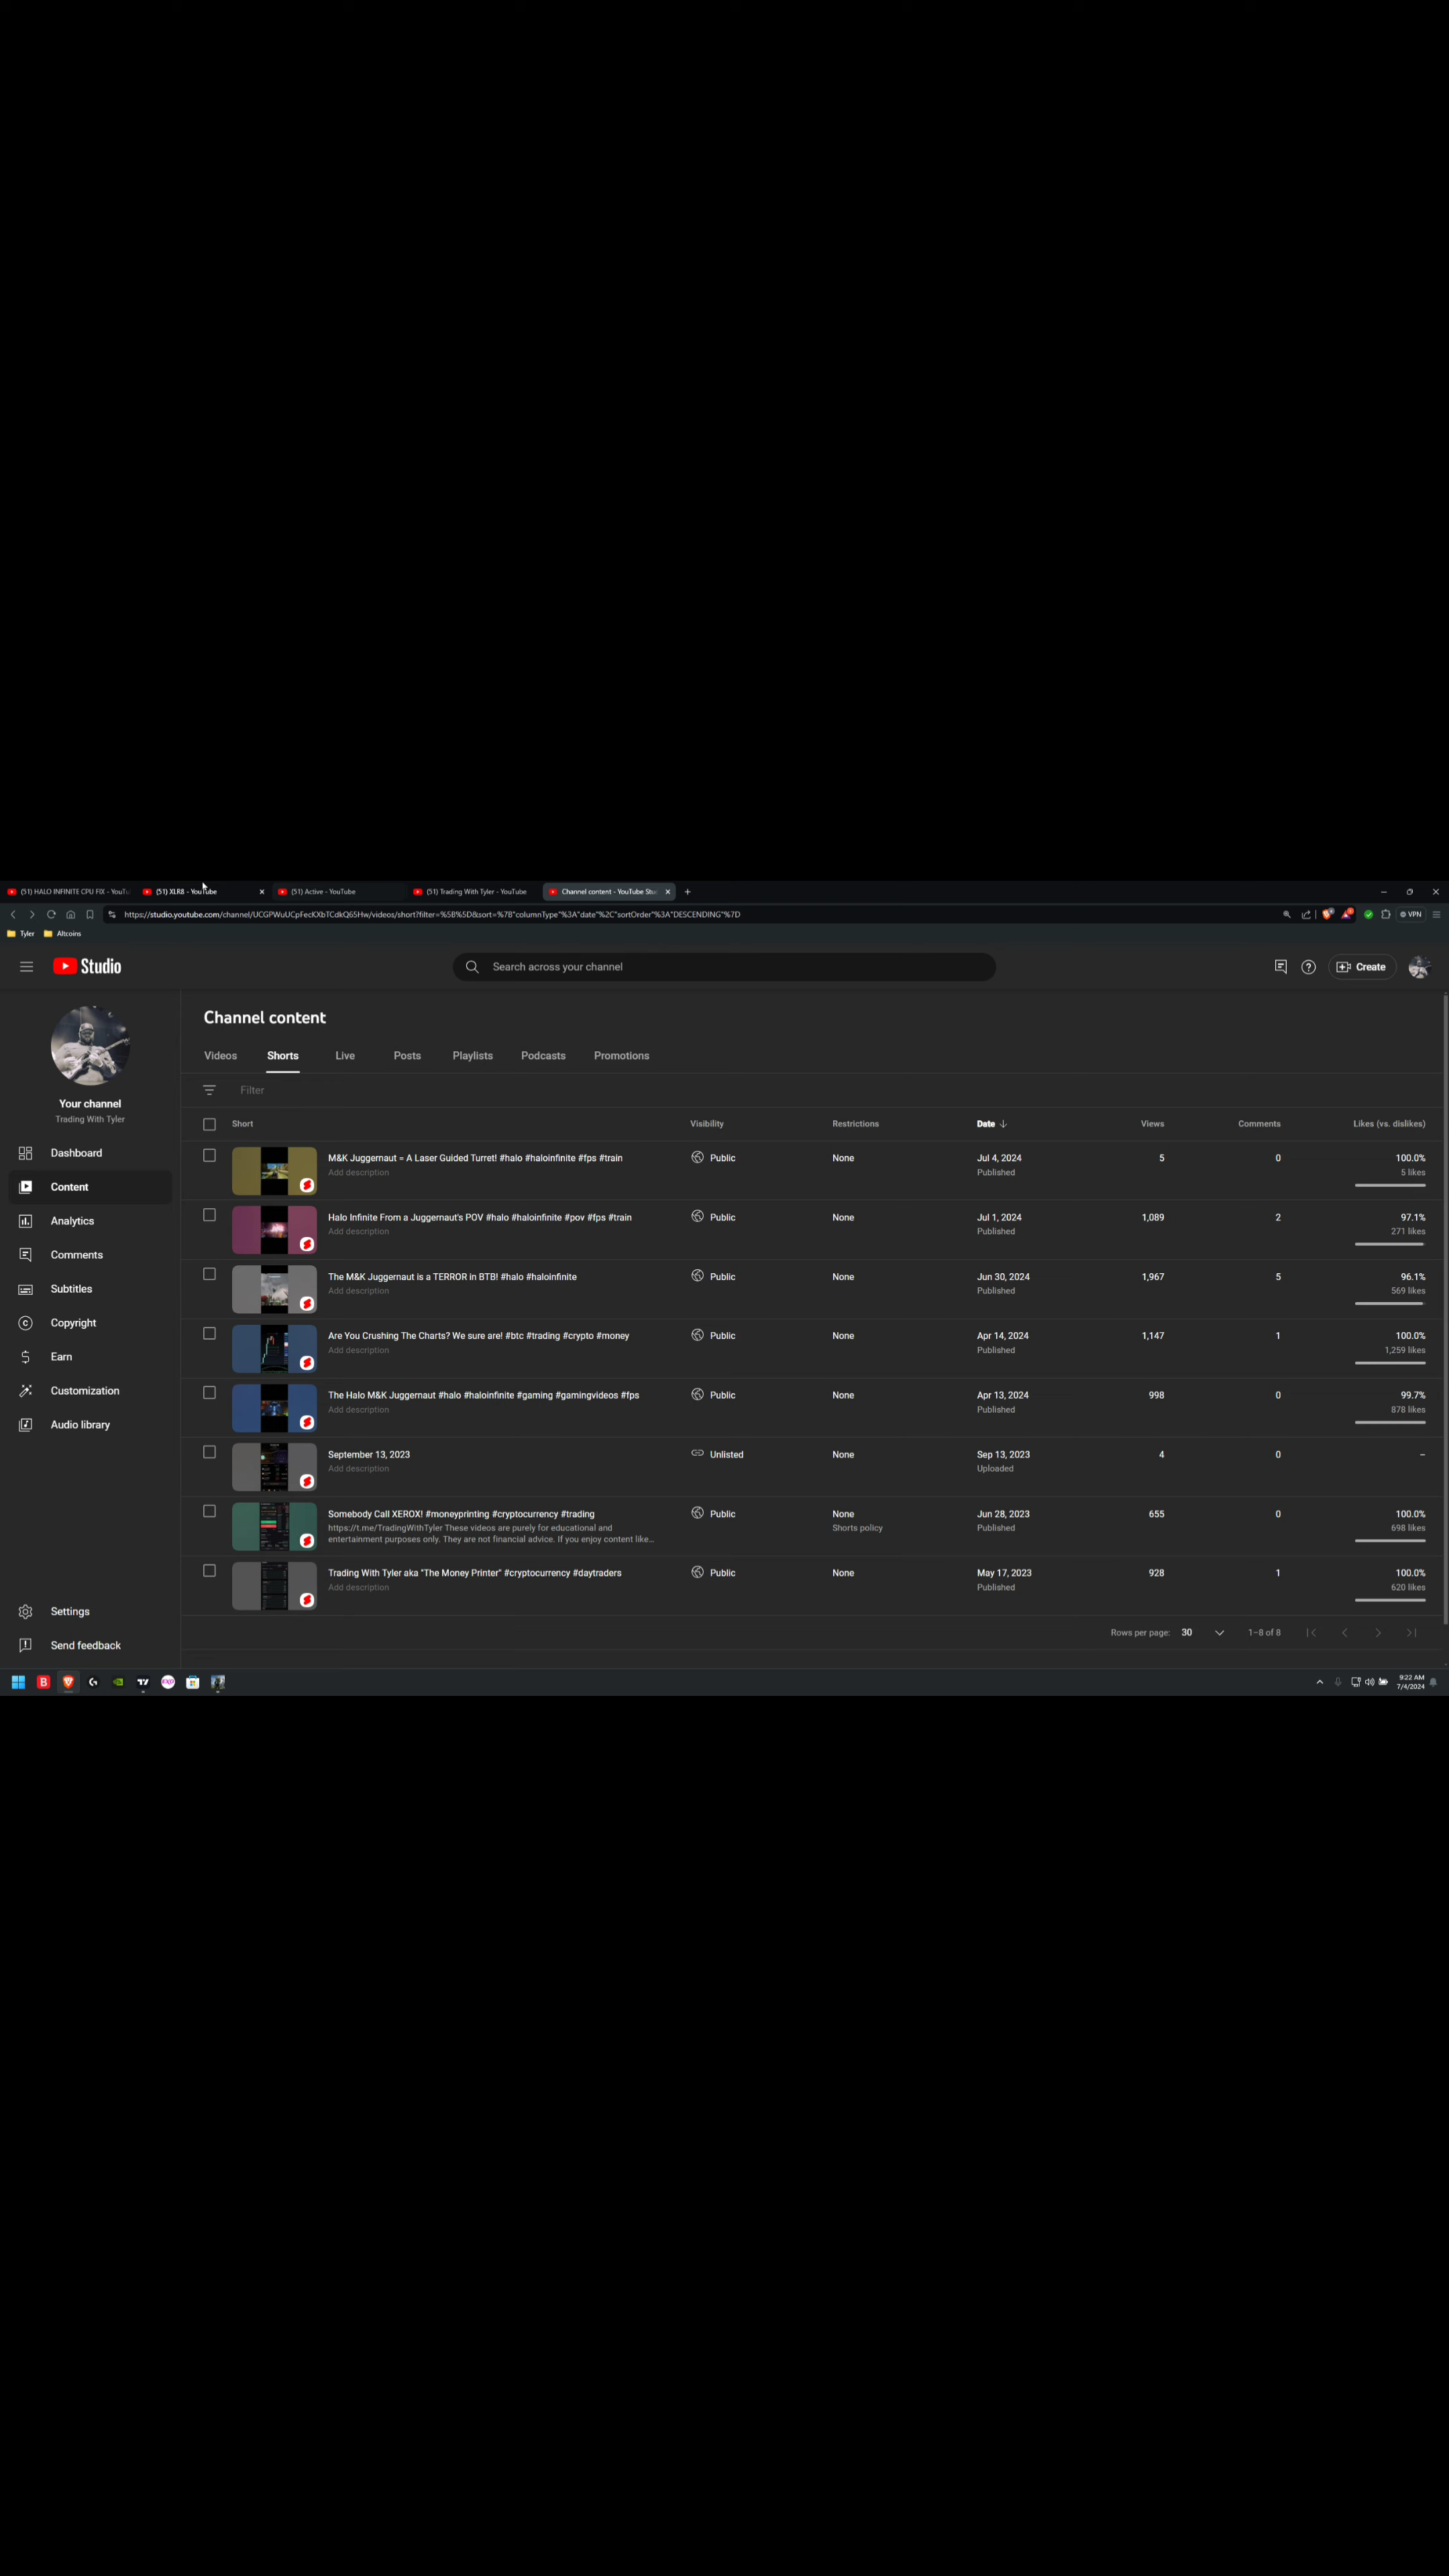 (51) HALO INFINITE CPU FIX - YouTu
(51) XLR8 - YouTube
(51) Active - YouTube
(51) Trading With Tyler - YouTube
Channel content - YouTube Stu
https://studio.youtube.com/channel/UCGPWuUCpFecKXbTCdkQ65Hw/videos/short?filter=%5B%5D&sort=%7B"columnType"%3A"date"%2C"sortOrder"%3A"DESCENDING"%7D
VPN
Tyler
Altcoins
Studio
Search across your channel
Create
Your channel
Trading With Tyler
Dashboard
Content
Analytics
Comments
Subtitles
Copyright
Earn
Customization
Audio library
Settings
Send feedback
Channel content
Videos Shorts Live Posts Playlists Podcasts Promotions
Filter
Short Visibility Restrictions Date Views Comments Likes (vs. dislikes)
M&K Juggernaut = A Laser Guided Turret! #halo #haloinfinite #fps #train Public None Jul 4, 2024 5 0 100.0%
Add description Published 5 likes
Halo Infinite From a Juggernaut's POV #halo #haloinfinite #pov #fps #train Public None Jul 1, 2024 1,089 2 97.1%
Add description Published 271 likes
The M&K Juggernaut is a TERROR in BTB! #halo #haloinfinite Public None Jun 30, 2024 1,967 5 96.1%
Add description Published 569 likes
Are You Crushing The Charts? We sure are! #btc #trading #crypto #money Public None Apr 14, 2024 1,147 1 100.0%
Add description Published 1,259 likes
The Halo M&K Juggernaut #halo #haloinfinite #gaming #gamingvideos #fps Public None Apr 13, 2024 998 0 99.7%
Add description Published 878 likes
September 13, 2023 Unlisted None Sep 13, 2023 4 0 –
Add description Uploaded
Somebody Call XEROX! #moneyprinting #cryptocurrency #trading Public None Jun 28, 2023 655 0 100.0%
https://t.me/TradingWithTyler These videos are purely for educational and Shorts policy Published 698 likes
entertainment purposes only. They are not financial advice. If you enjoy content like...
Trading With Tyler aka "The Money Printer" #cryptocurrency #daytraders Public None May 17, 2023 928 1 100.0%
Add description Published 620 likes
Rows per page: 30 1–8 of 8
9:22 AM
7/4/2024